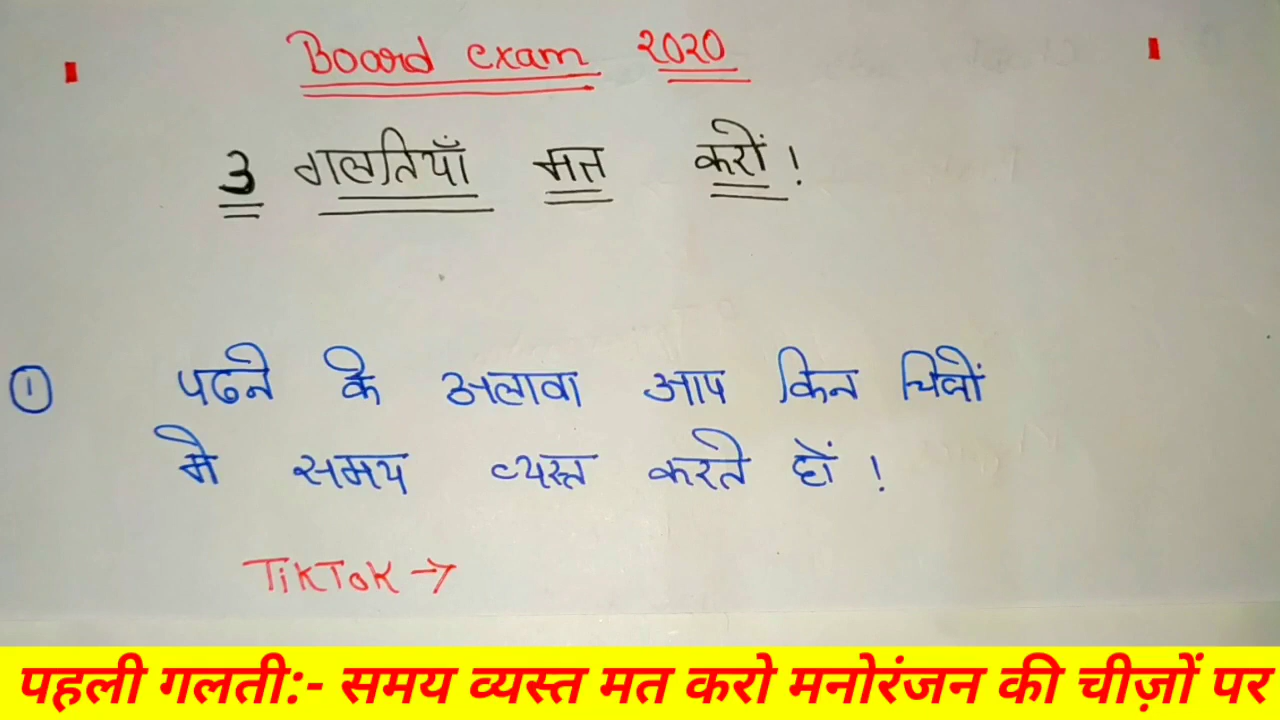 Board exam 2020
3 गलतियाँ मत करों !
① पढने के अलावा आप किन चिजों
मे समय व्यस्त करते हों !
TikTok →
पहली गलती:- समय व्यस्त मत करो मनोरंजन की चीज़ों पर